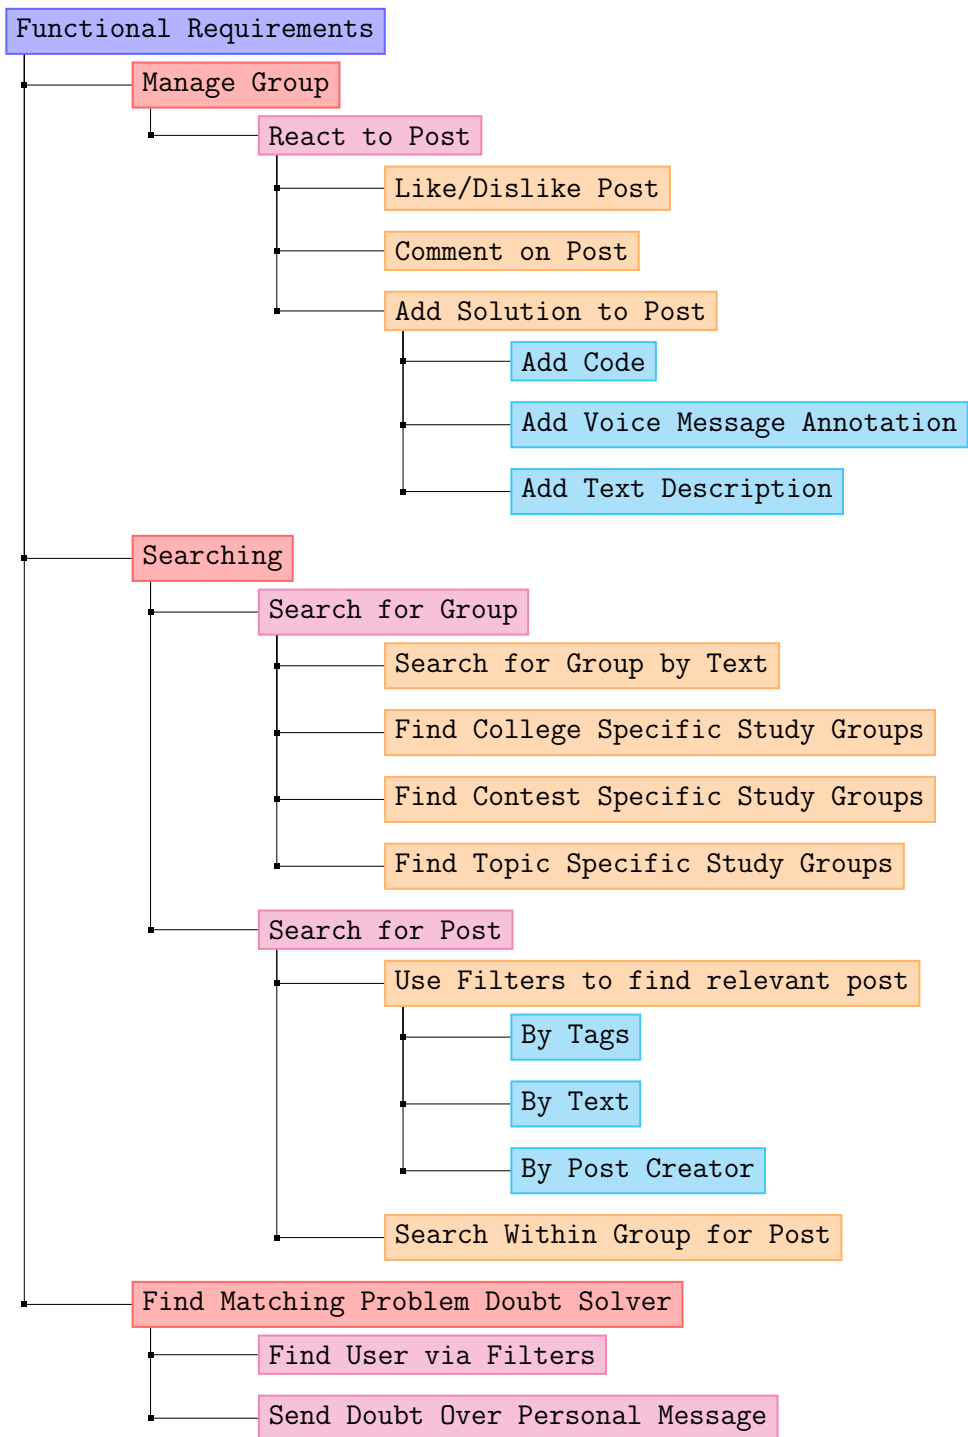 Functional Requirements
Manage Group
React to Post
Like/Dislike Post
Comment on Post
Add Solution to Post
Add Code
Add Voice Message Annotation
Add Text Description
Searching
Search for Group
Search for Group by Text
Find College Specific Study Groups
Find Contest Specific Study Groups
Find Topic Specific Study Groups
Search for Post
Use Filters to find relevant post
By Tags
By Text
By Post Creator
Search Within Group for Post
Find Matching Problem Doubt Solver
Find User via Filters
Send Doubt Over Personal Message